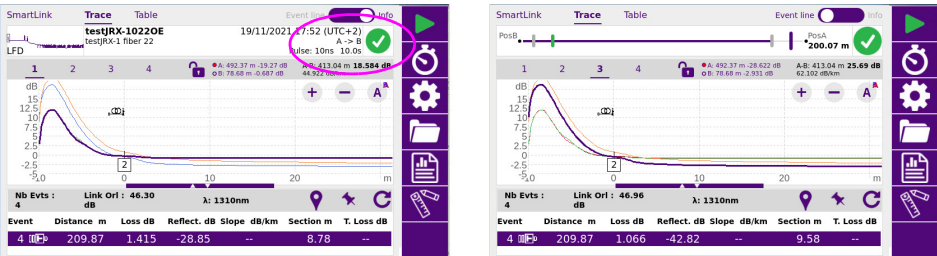 SmartLink Trace Table Event line Info
testJRX-1022OE 19/11/2021 17:52 (UTC+2)
testJRX-1 fiber 22 A -> B
LFD Pulse: 10ns 10.0s
1 2 3 4 A: 492.37 m -19.27 dB A-B: 413.04 m 18.584 dB
B: 78.68 m -0.687 dB 44.922 dB/km
dB
15
12.5
10
7.5
5
2.5
0
-2.5
-5
2
-10 0 10 20 m
Nb Evts : 4 Link Orl : 46.30 dB λ: 1310nm
Event Distance m Loss dB Reflect. dB Slope dB/km Section m T. Loss dB
4 209.87 1.415 -28.85 -- 8.78 --
SmartLink Trace Table Event line Info
PosB PosA
200.07 m
1 2 3 4 A: 492.37 m -28.622 dB A-B: 413.04 m 25.69 dB
B: 78.68 m -2.931 dB 62.102 dB/km
dB
15
12.5
10
7.5
5
2.5
0
-2.5
-5
2
-10 0 10 20 m
Nb Evts : 4 Link Orl : 46.96 dB λ: 1310nm
Event Distance m Loss dB Reflect. dB Slope dB/km Section m T. Loss dB
4 209.87 1.066 -42.82 -- 9.58 --